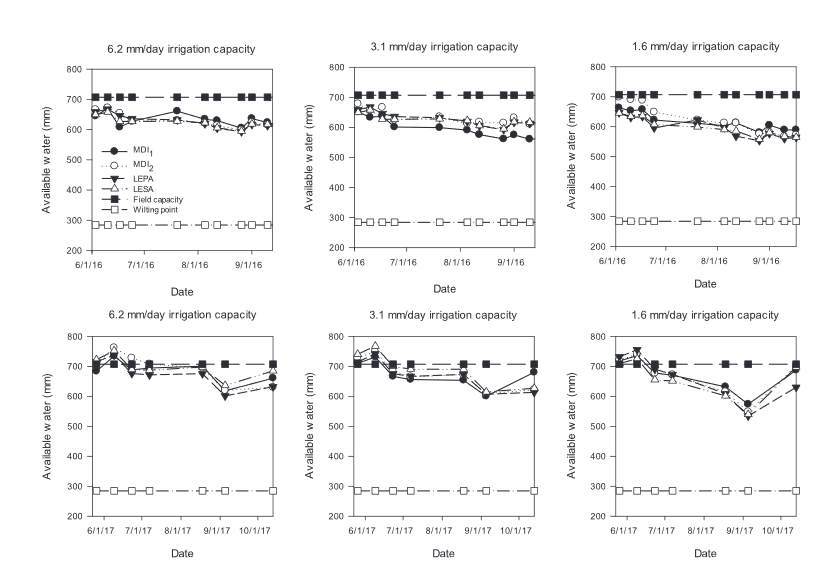 6.2 mm/day irrigation capacity
800
700
600
500
400
300
200
Available water (mm)
MDI1
MDI2
LEPA
LESA
Field capacity
Wilting point
6/1/16 7/1/16 8/1/16 9/1/16
Date
3.1 mm/day irrigation capacity
800
700
600
500
400
300
200
Available water (mm)
6/1/16 7/1/16 8/1/16 9/1/16
Date
1.6 mm/day irrigation capacity
800
700
600
500
400
300
200
Available water (mm)
6/1/16 7/1/16 8/1/16 9/1/16
Date
6.2 mm/day irrigation capacity
800
700
600
500
400
300
200
Available water (mm)
6/1/17 7/1/17 8/1/17 9/1/17 10/1/17
Date
3.1 mm/day irrigation capacity
800
700
600
500
400
300
200
Available water (mm)
6/1/17 7/1/17 8/1/17 9/1/17 10/1/17
Date
1.6 mm/day irrigation capacity
800
700
600
500
400
300
200
Available water (mm)
6/1/17 7/1/17 8/1/17 9/1/17 10/1/17
Date